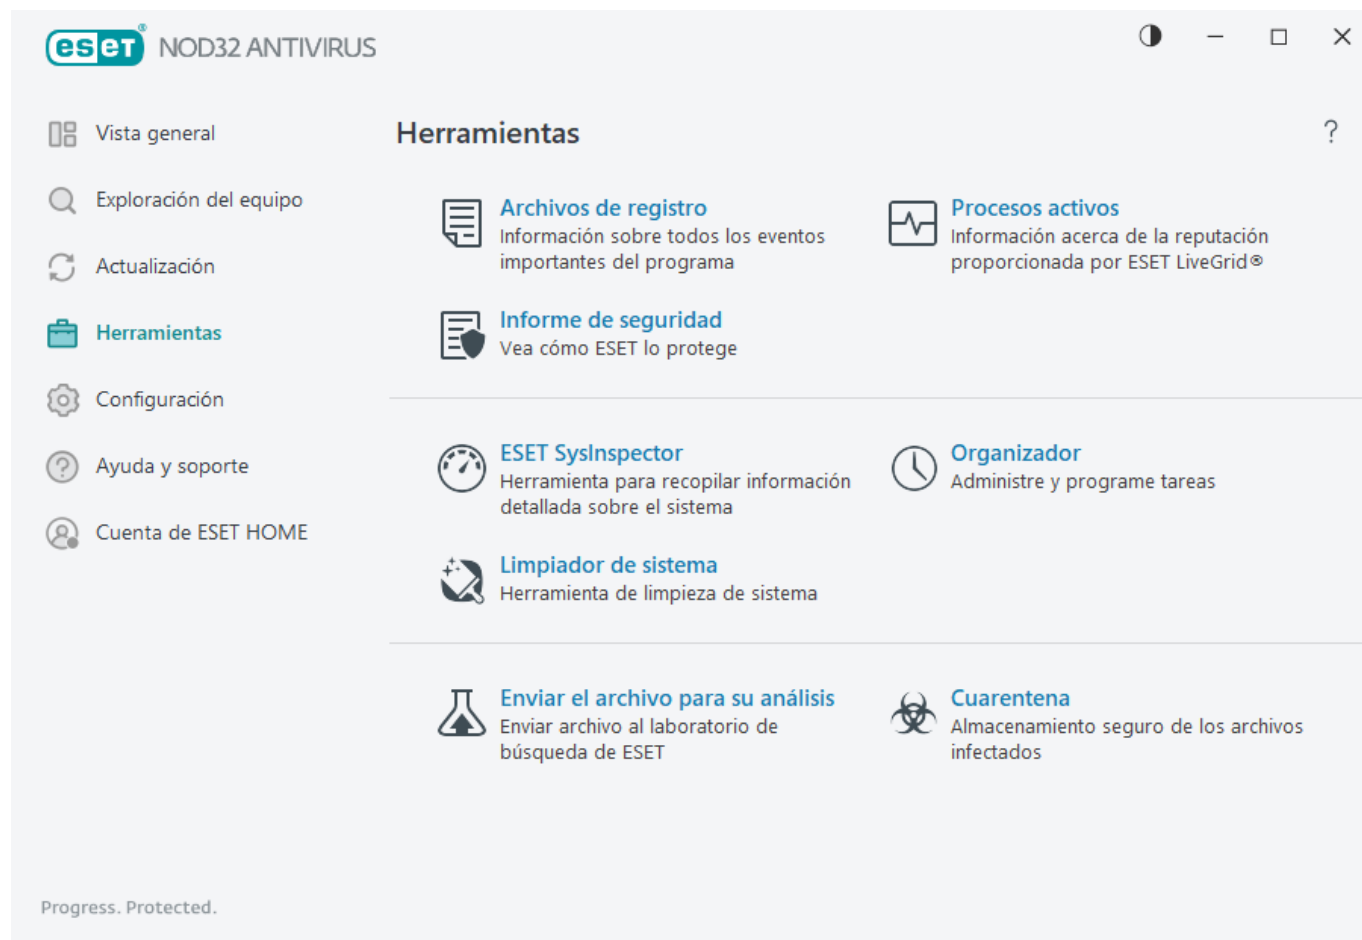 eset® NOD32 ANTIVIRUS
Vista general
Exploración del equipo
Actualización
Herramientas
Configuración
Ayuda y soporte
Cuenta de ESET HOME
Herramientas
?
Archivos de registro
Información sobre todos los eventos
importantes del programa
Procesos activos
Información acerca de la reputación
proporcionada por ESET LiveGrid®
Informe de seguridad
Vea cómo ESET lo protege
ESET SysInspector
Herramienta para recopilar información
detallada sobre el sistema
Organizador
Administre y programe tareas
Limpiador de sistema
Herramienta de limpieza de sistema
Enviar el archivo para su análisis
Enviar archivo al laboratorio de
búsqueda de ESET
Cuarentena
Almacenamiento seguro de los archivos
infectados
Progress. Protected.